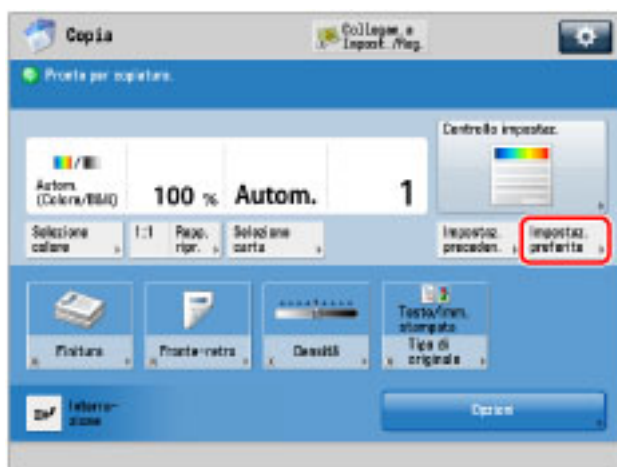 Copia
Collegam. a
Impost./Reg.
Pronto per copiatura.
Controllo impostaz.
Autom.
(Colore/B&N)
100 %
Autom.
1
Selezione
colore
1:1
Rapp.
ripr.
Selezione
carta
Impostaz.
preceden.
Impostaz.
preferite
Finitura
Fronte-retro
Densità
Testo/Imm.
stampato
Tipo di
originale
Interru-
zione
Opzioni